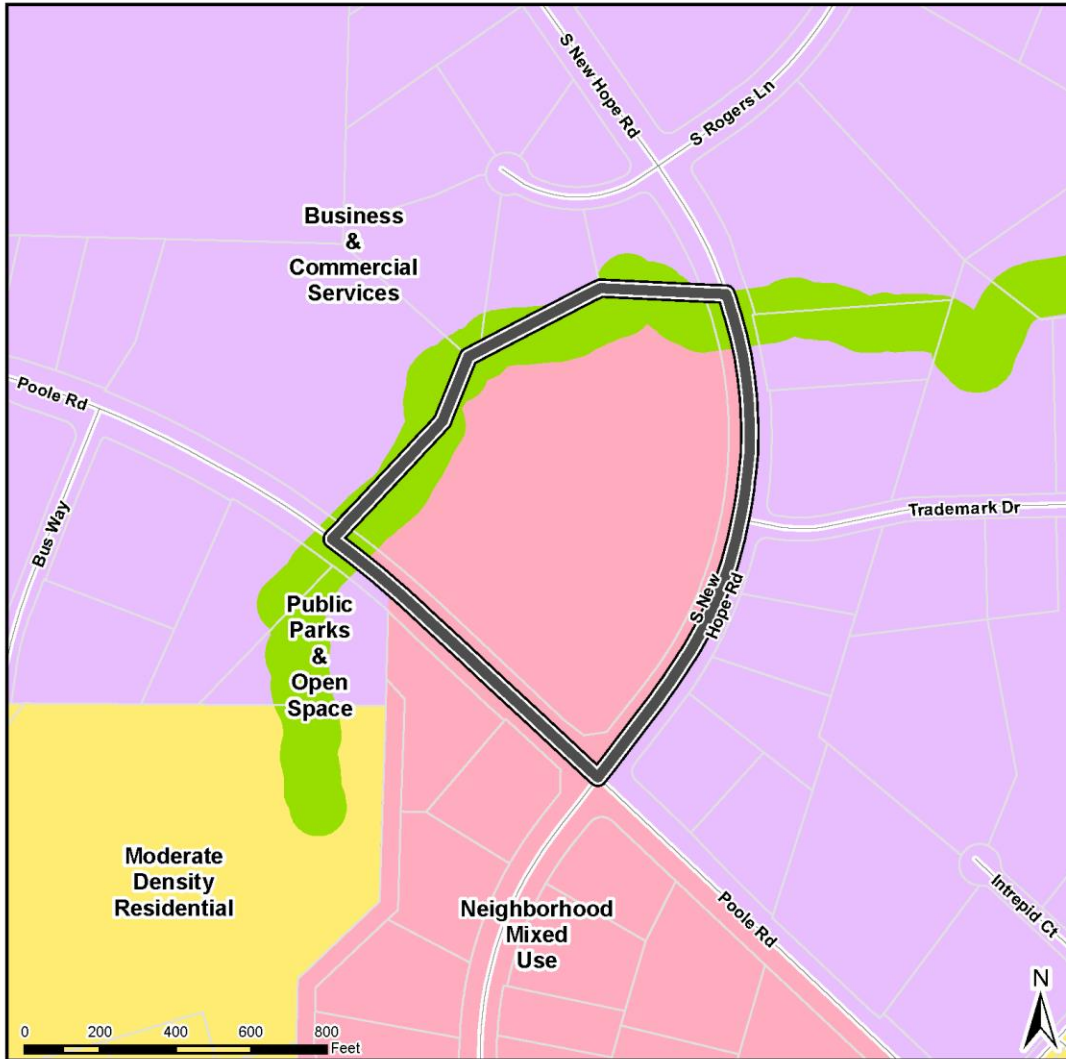 S New Hope Rd
S Rogers Ln
Business
&
Commercial
Services
Poole Rd
Bus Way
Trademark Dr
S New
Hope Rd
Public
Parks
&
Open
Space
Moderate
Density
Residential
Neighborhood
Mixed
Use
Poole Rd
Intrepid Ct
N
0 200 400 600 800
Feet